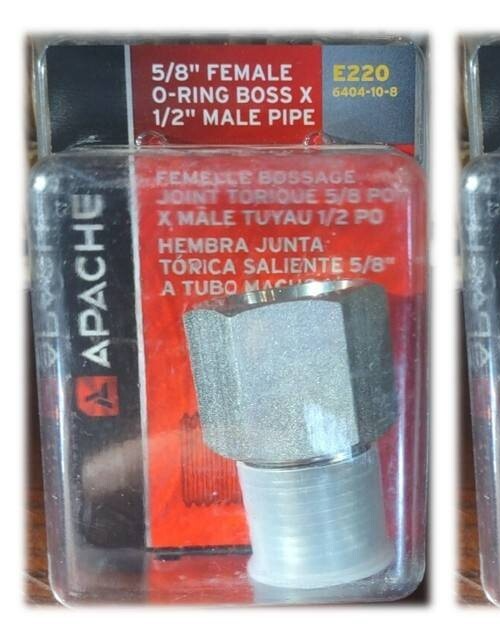 5/8" FEMALE
O-RING BOSS X
1/2" MALE PIPE
E220
6404-10-8
FEMELLE BOSSAGE
JOINT TORIQUE 5/8 PO
X MÂLE TUYAU 1/2 PO
HEMBRA JUNTA
TÓRICA SALIENTE 5/8"
A TUBO
APACHE